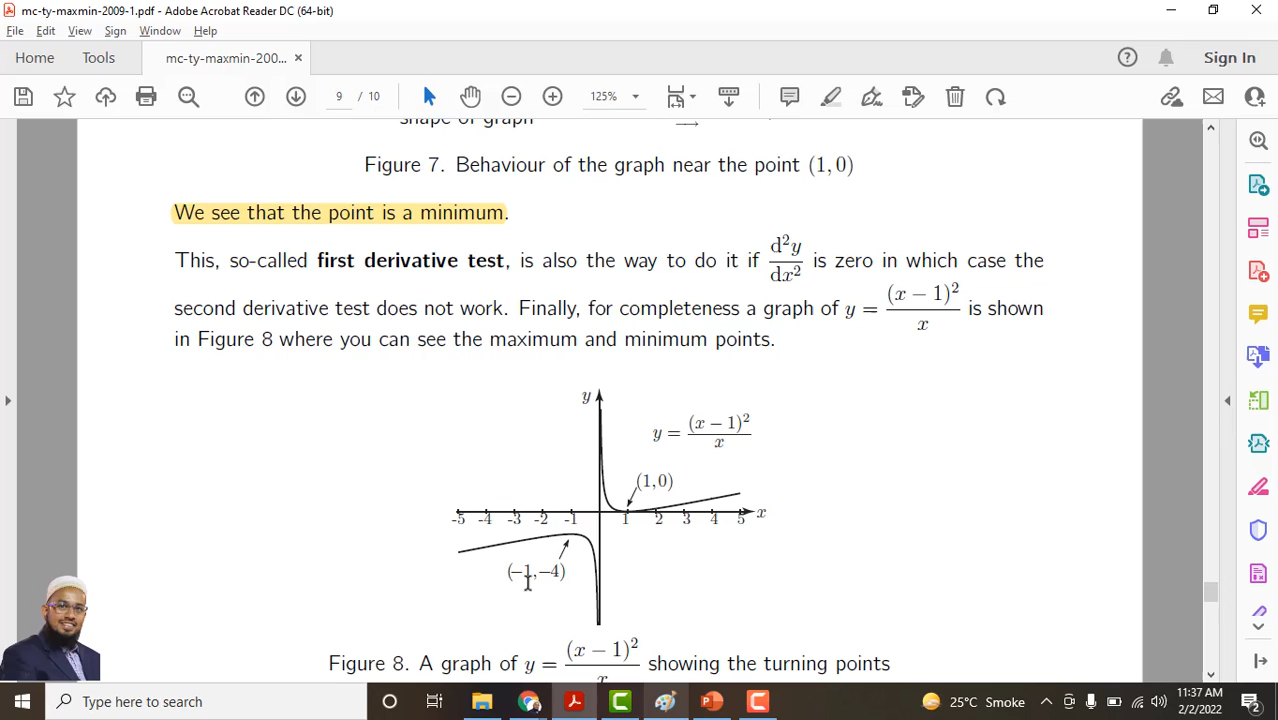 mc-ty-maxmin-2009-1.pdf - Adobe Acrobat Reader DC (64-bit)
File Edit View Sign Window Help
Home Tools mc-ty-maxmin-200... × Sign In
9 / 10 125%
shape of graph
Figure 7. Behaviour of the graph near the point (1, 0)
We see that the point is a minimum.
This, so-called first derivative test, is also the way to do it if d²y/dx² is zero in which case the
second derivative test does not work. Finally, for completeness a graph of y = (x − 1)²/x is shown
in Figure 8 where you can see the maximum and minimum points.
y
y = (x − 1)²/x
(1, 0)
-5 -4 -3 -2 -1 1 2 3 4 5 x
(−1, −4)
Figure 8. A graph of y = (x − 1)²/x showing the turning points
Type here to search
25°C Smoke
11:37 AM
2/2/2022
2